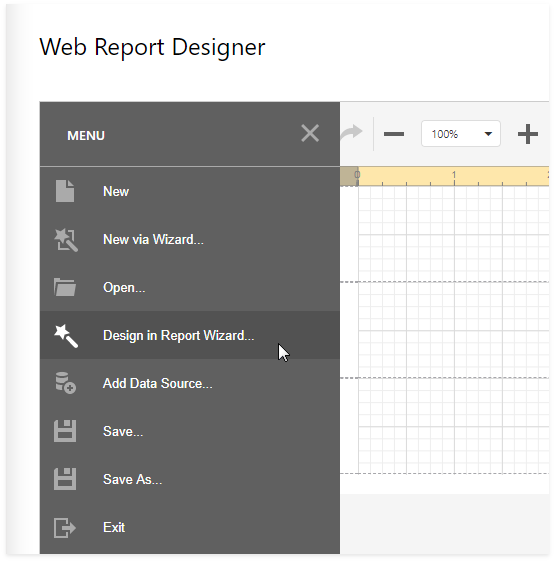 Web Report Designer
MENU
100%
0
1
2
New
New via Wizard...
Open...
Design in Report Wizard...
Add Data Source...
Save...
Save As...
Exit